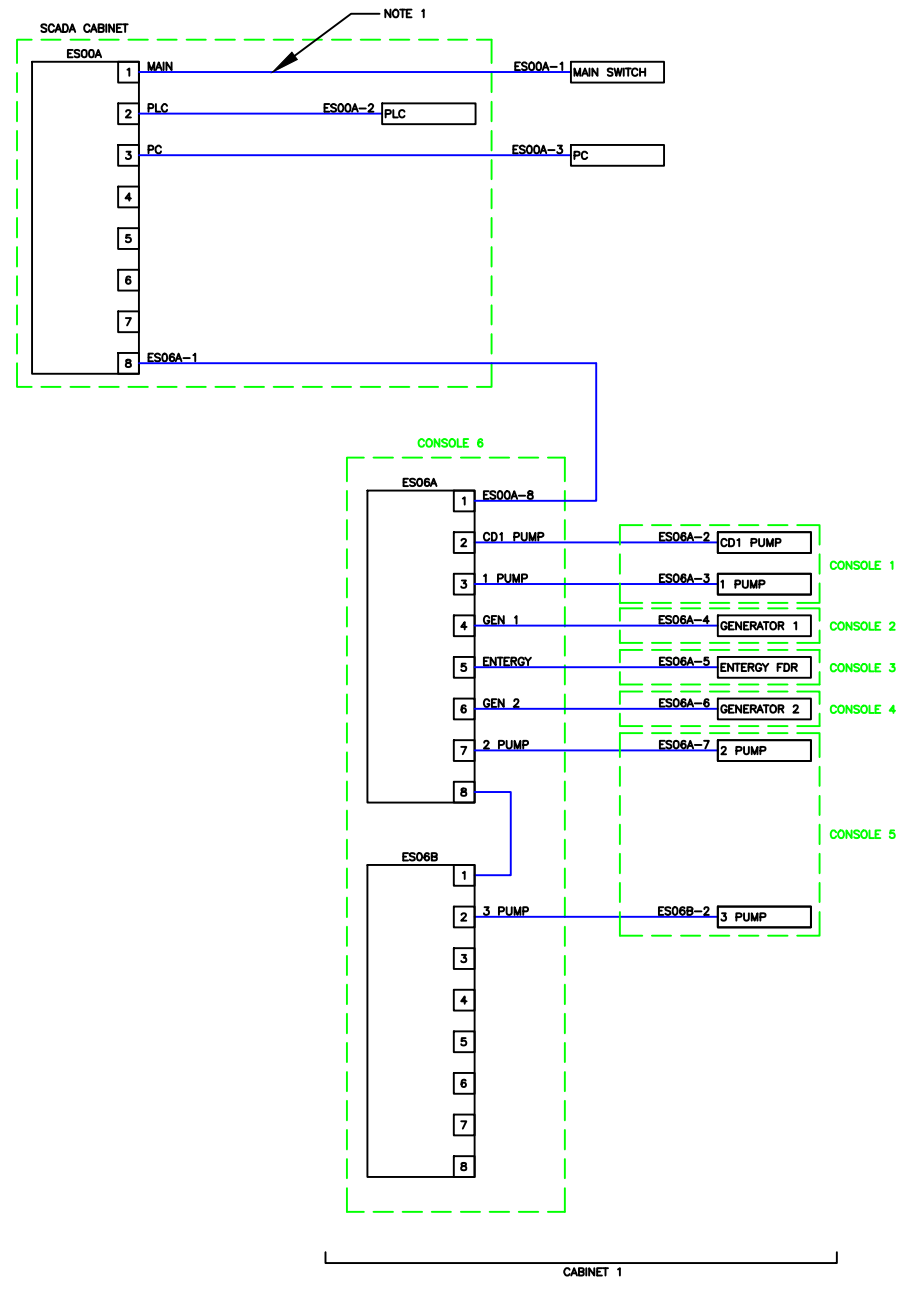 NOTE 1
SCADA CABINET
ES00A
1 MAIN ES00A-1 MAIN SWITCH
2 PLC ES00A-2 PLC
3 PC ES00A-3 PC
4
5
6
7
8 ES06A-1
CONSOLE 6
ES06A
1 ES00A-8
2 CD1 PUMP ES06A-2 CD1 PUMP
CONSOLE 1
3 1 PUMP ES06A-3 1 PUMP
4 GEN 1 ES06A-4 GENERATOR 1 CONSOLE 2
5 ENTERGY ES06A-5 ENTERGY FDR CONSOLE 3
6 GEN 2 ES06A-6 GENERATOR 2 CONSOLE 4
7 2 PUMP ES06A-7 2 PUMP
8
CONSOLE 5
ES06B
1
2 3 PUMP ES06B-2 3 PUMP
3
4
5
6
7
8
CABINET 1